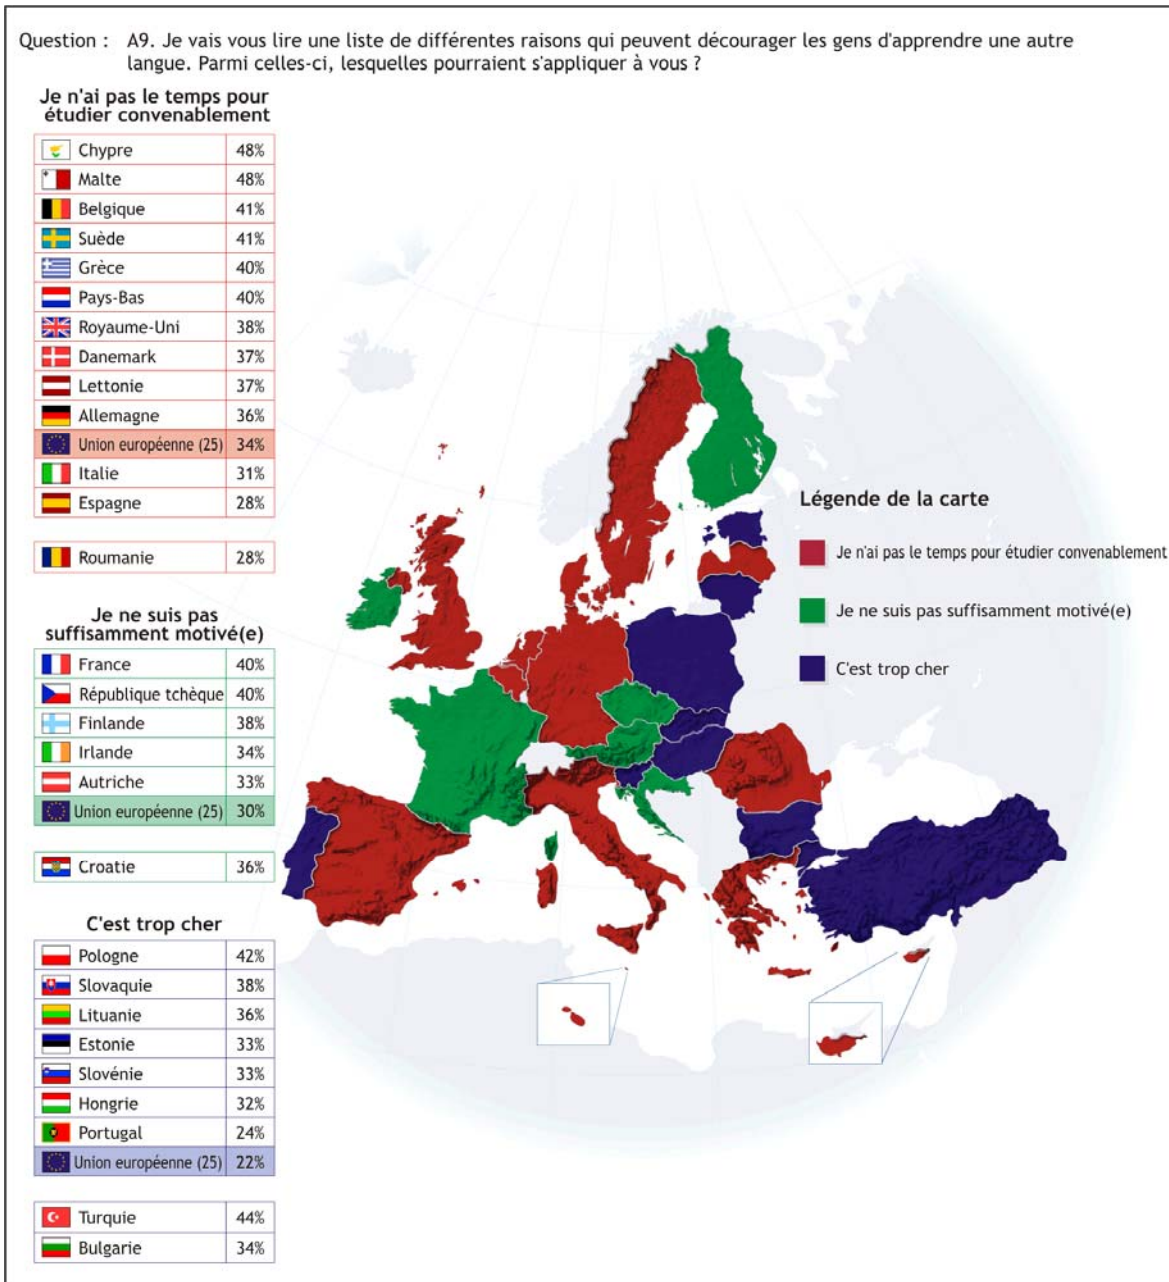 Question : A9. Je vais vous lire une liste de différentes raisons qui peuvent décourager les gens d'apprendre une autre
langue. Parmi celles-ci, lesquelles pourraient s'appliquer à vous ?
Je n'ai pas le temps pour
étudier convenablement
Chypre 48%
Malte 48%
Belgique 41%
Suède 41%
Grèce 40%
Pays-Bas 40%
Royaume-Uni 38%
Danemark 37%
Lettonie 37%
Allemagne 36%
Union européenne (25) 34%
Italie 31%
Espagne 28%
Roumanie 28%
Je ne suis pas
suffisamment motivé(e)
France 40%
République tchèque 40%
Finlande 38%
Irlande 34%
Autriche 33%
Union européenne (25) 30%
Croatie 36%
C'est trop cher
Pologne 42%
Slovaquie 38%
Lituanie 36%
Estonie 33%
Slovénie 33%
Hongrie 32%
Portugal 24%
Union européenne (25) 22%
Turquie 44%
Bulgarie 34%
Légende de la carte
Je n'ai pas le temps pour étudier convenablement
Je ne suis pas suffisamment motivé(e)
C'est trop cher